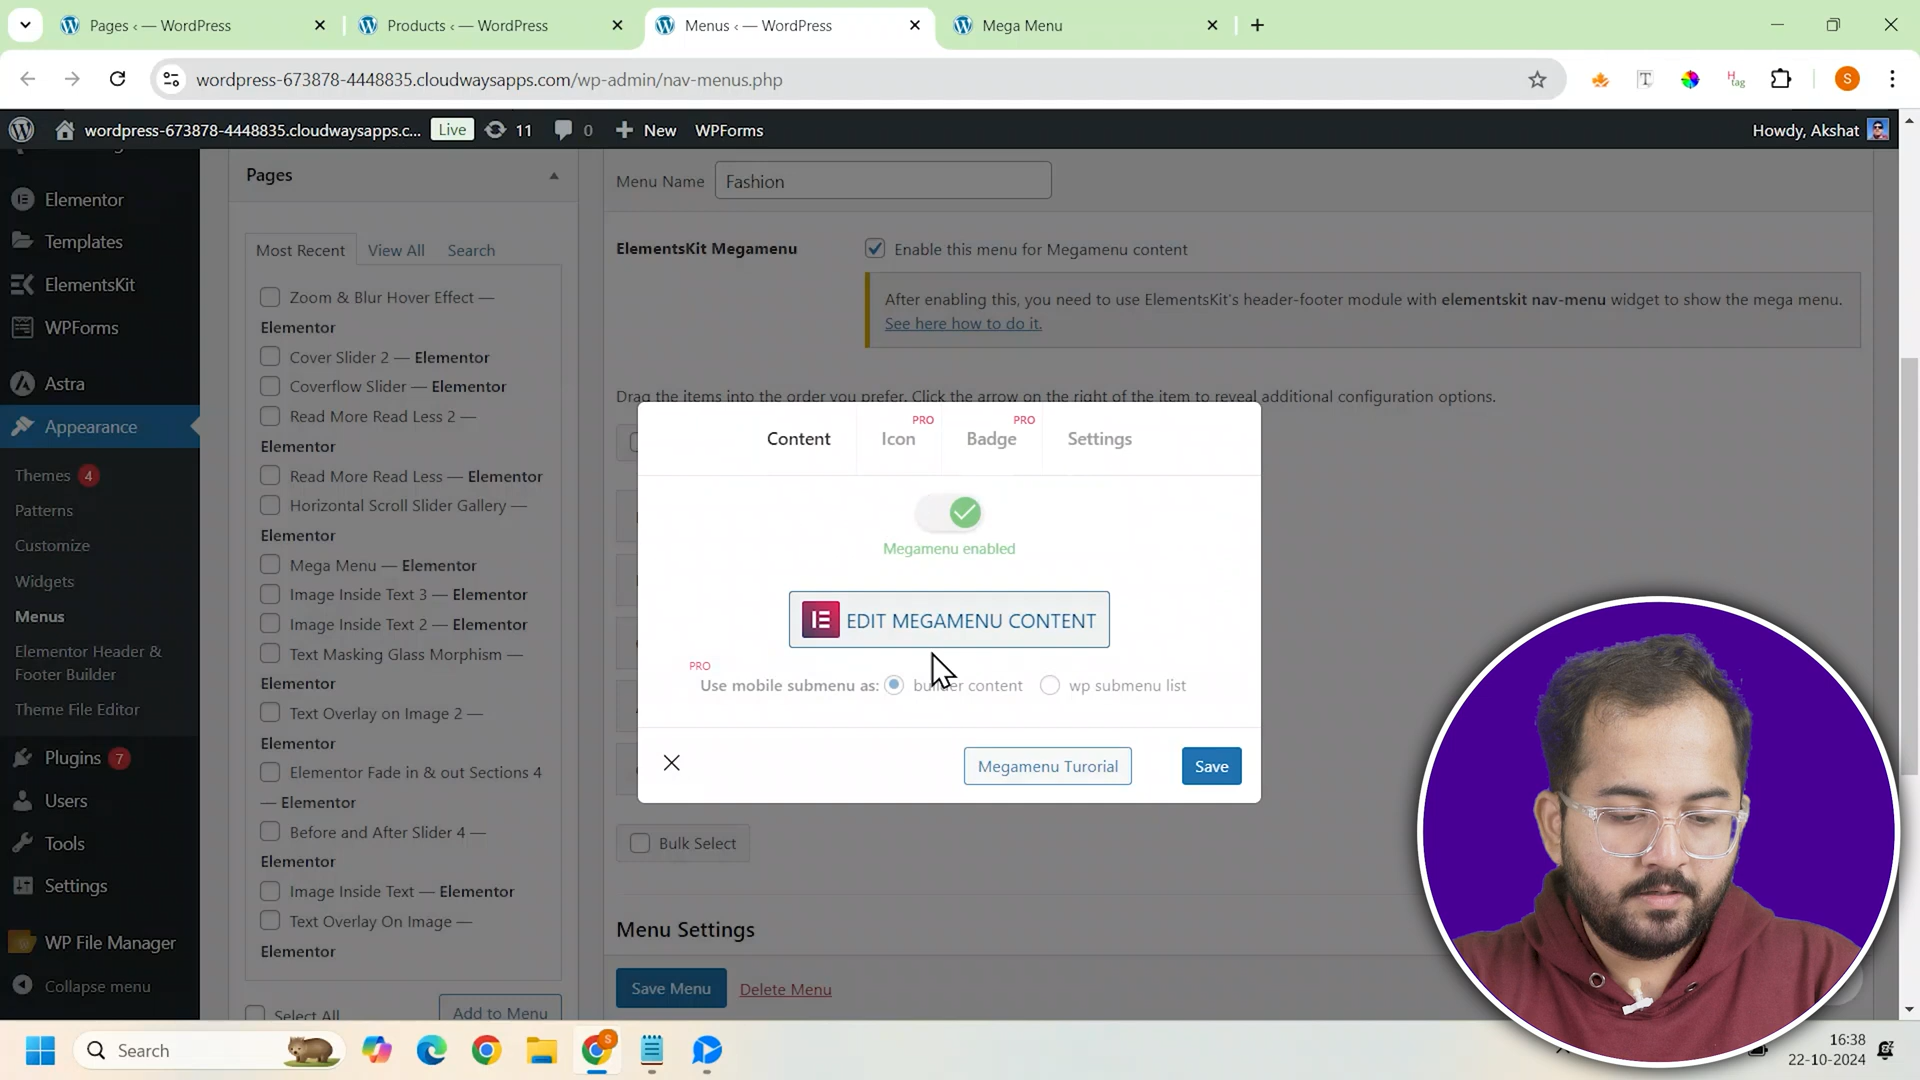 Pages ‹ — WordPress
Products ‹ — WordPress
Menus ‹ — WordPress
Mega Menu
wordpress-673878-4448835.cloudwaysapps.com/wp-admin/nav-menus.php
T
H
tag
S
wordpress-673878-4448835.cloudwaysapps.c...
Live
11
0
New
WPForms
Howdy, Akshat
Elementor
Templates
ElementsKit
WPForms
Astra
Appearance
Themes 4
Patterns
Customize
Widgets
Menus
Elementor Header &
Footer Builder
Theme File Editor
Plugins 7
Users
Tools
Settings
WP File Manager
Collapse menu
Pages
Most Recent
View All
Search
Zoom & Blur Hover Effect —
Elementor
Cover Slider 2 — Elementor
Coverflow Slider — Elementor
Read More Read Less 2 —
Elementor
Read More Read Less — Elementor
Horizontal Scroll Slider Gallery —
Elementor
Mega Menu — Elementor
Image Inside Text 3 — Elementor
Image Inside Text 2 — Elementor
Text Masking Glass Morphism —
Elementor
Text Overlay on Image 2 —
Elementor
Elementor Fade in & out Sections 4
— Elementor
Before and After Slider 4 —
Elementor
Image Inside Text — Elementor
Text Overlay On Image —
Elementor
Select All
Add to Menu
Menu Name
Fashion
ElementsKit Megamenu
Enable this menu for Megamenu content
After enabling this, you need to use ElementsKit's header-footer module with elementskit nav-menu widget to show the mega menu.
See here how to do it.
Drag the items into the order you prefer. Click the arrow on the right of the item to reveal additional configuration options.
Content
Icon
PRO
Badge
PRO
Settings
Megamenu enabled
EDIT MEGAMENU CONTENT
PRO
Use mobile submenu as:
builder content
wp submenu list
Megamenu Turorial
Save
Bulk Select
Menu Settings
Save Menu
Delete Menu
Search
S
16:38
22-10-2024